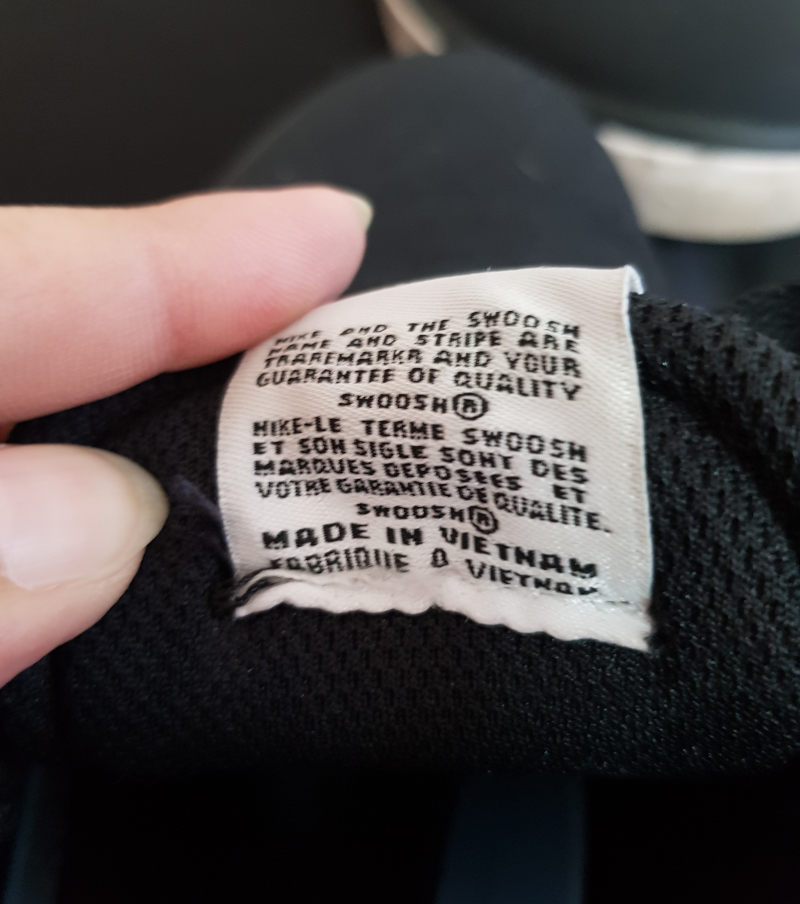 NIKE AND THE SWOOSH
NAME AND STRIPE ARE
TRAREMARKR AND YOUR
GUARANTEE OF QUALITY
SWOOSH®
NIKE-LE TERME SWOOSH
ET SON SIGLE SONT DES
MARQUES DEPOSEES ET
VOTRE GARANTIE DE QUALITE.
SWOOSH®
MADE IN VIETNAM
FABRIQUE A VIETNAM